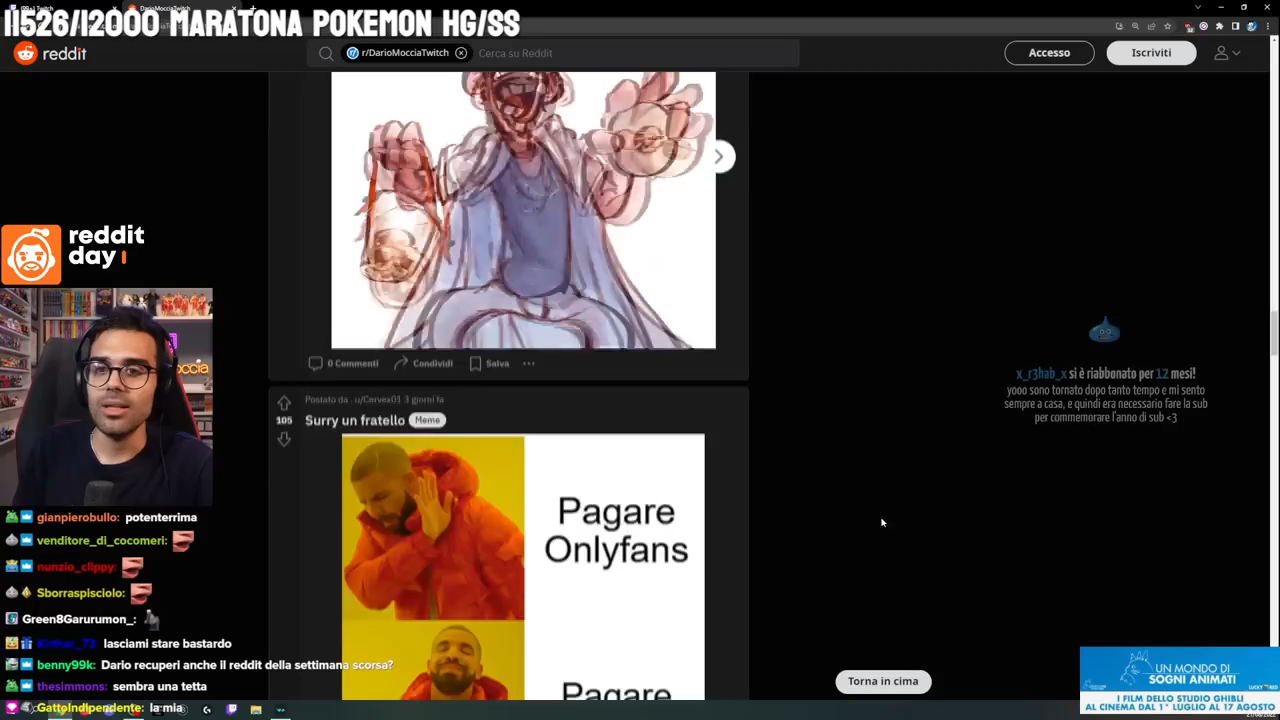 11526/12000 MARATONA POKEMON HG/SS
Twitch
DarioMocciaTwitch
reddit
r/DarioMocciaTwitch
Cerca su Reddit
Accesso
Iscriviti
reddit
day
0 Commenti
Condividi
Salva
Postato da u/Cervex01 3 giorni fa
105
Surry un fratello
Meme
Pagare
Onlyfans
Pagare
x_r3hab_x si è riabbonato per 12 mesi!
yooo sono tornato dopo tanto tempo e mi sento
sempre a casa, e quindi era necessario fare la sub
per commemorare l'anno di sub <3
gianpierobullo: potenterrima
venditore_di_cocomeri:
nunzio_clippy:
Sborraspisciolo:
Green8Garurumon_:
lasciami stare bastardo
benny99k: Dario recuperi anche il reddit della settimana scorsa?
thesimmons: sembra una tetta
GattoIndipendente: la mia
Torna in cima
UN MONDO DI
SOGNI ANIMATI
LUCKY RED
I FILM DELLO STUDIO GHIBLI
AL CINEMA DAL 1° LUGLIO AL 17 AGOSTO